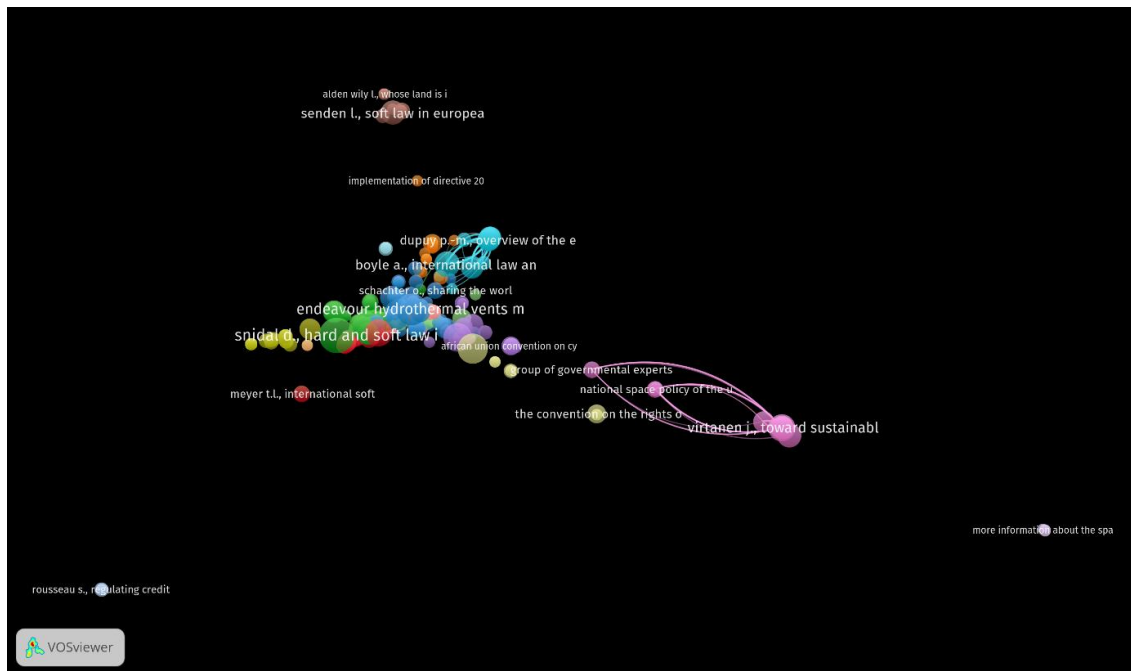 alden wily l., whose land is i
senden l., soft law in europea
implementation of directive 20
dupuy p.-m., overview of the e
boyle a., international law an
schachter o., sharing the worl
endeavour hydrothermal vents m
snidal d., hard and soft law i
african union convention on cy
group of governmental experts
national space policy of the u
meyer t.l., international soft
the convention on the rights o
virtanen j., toward sustainabl
more information about the spa
rousseau s., regulating credit
VOSviewer